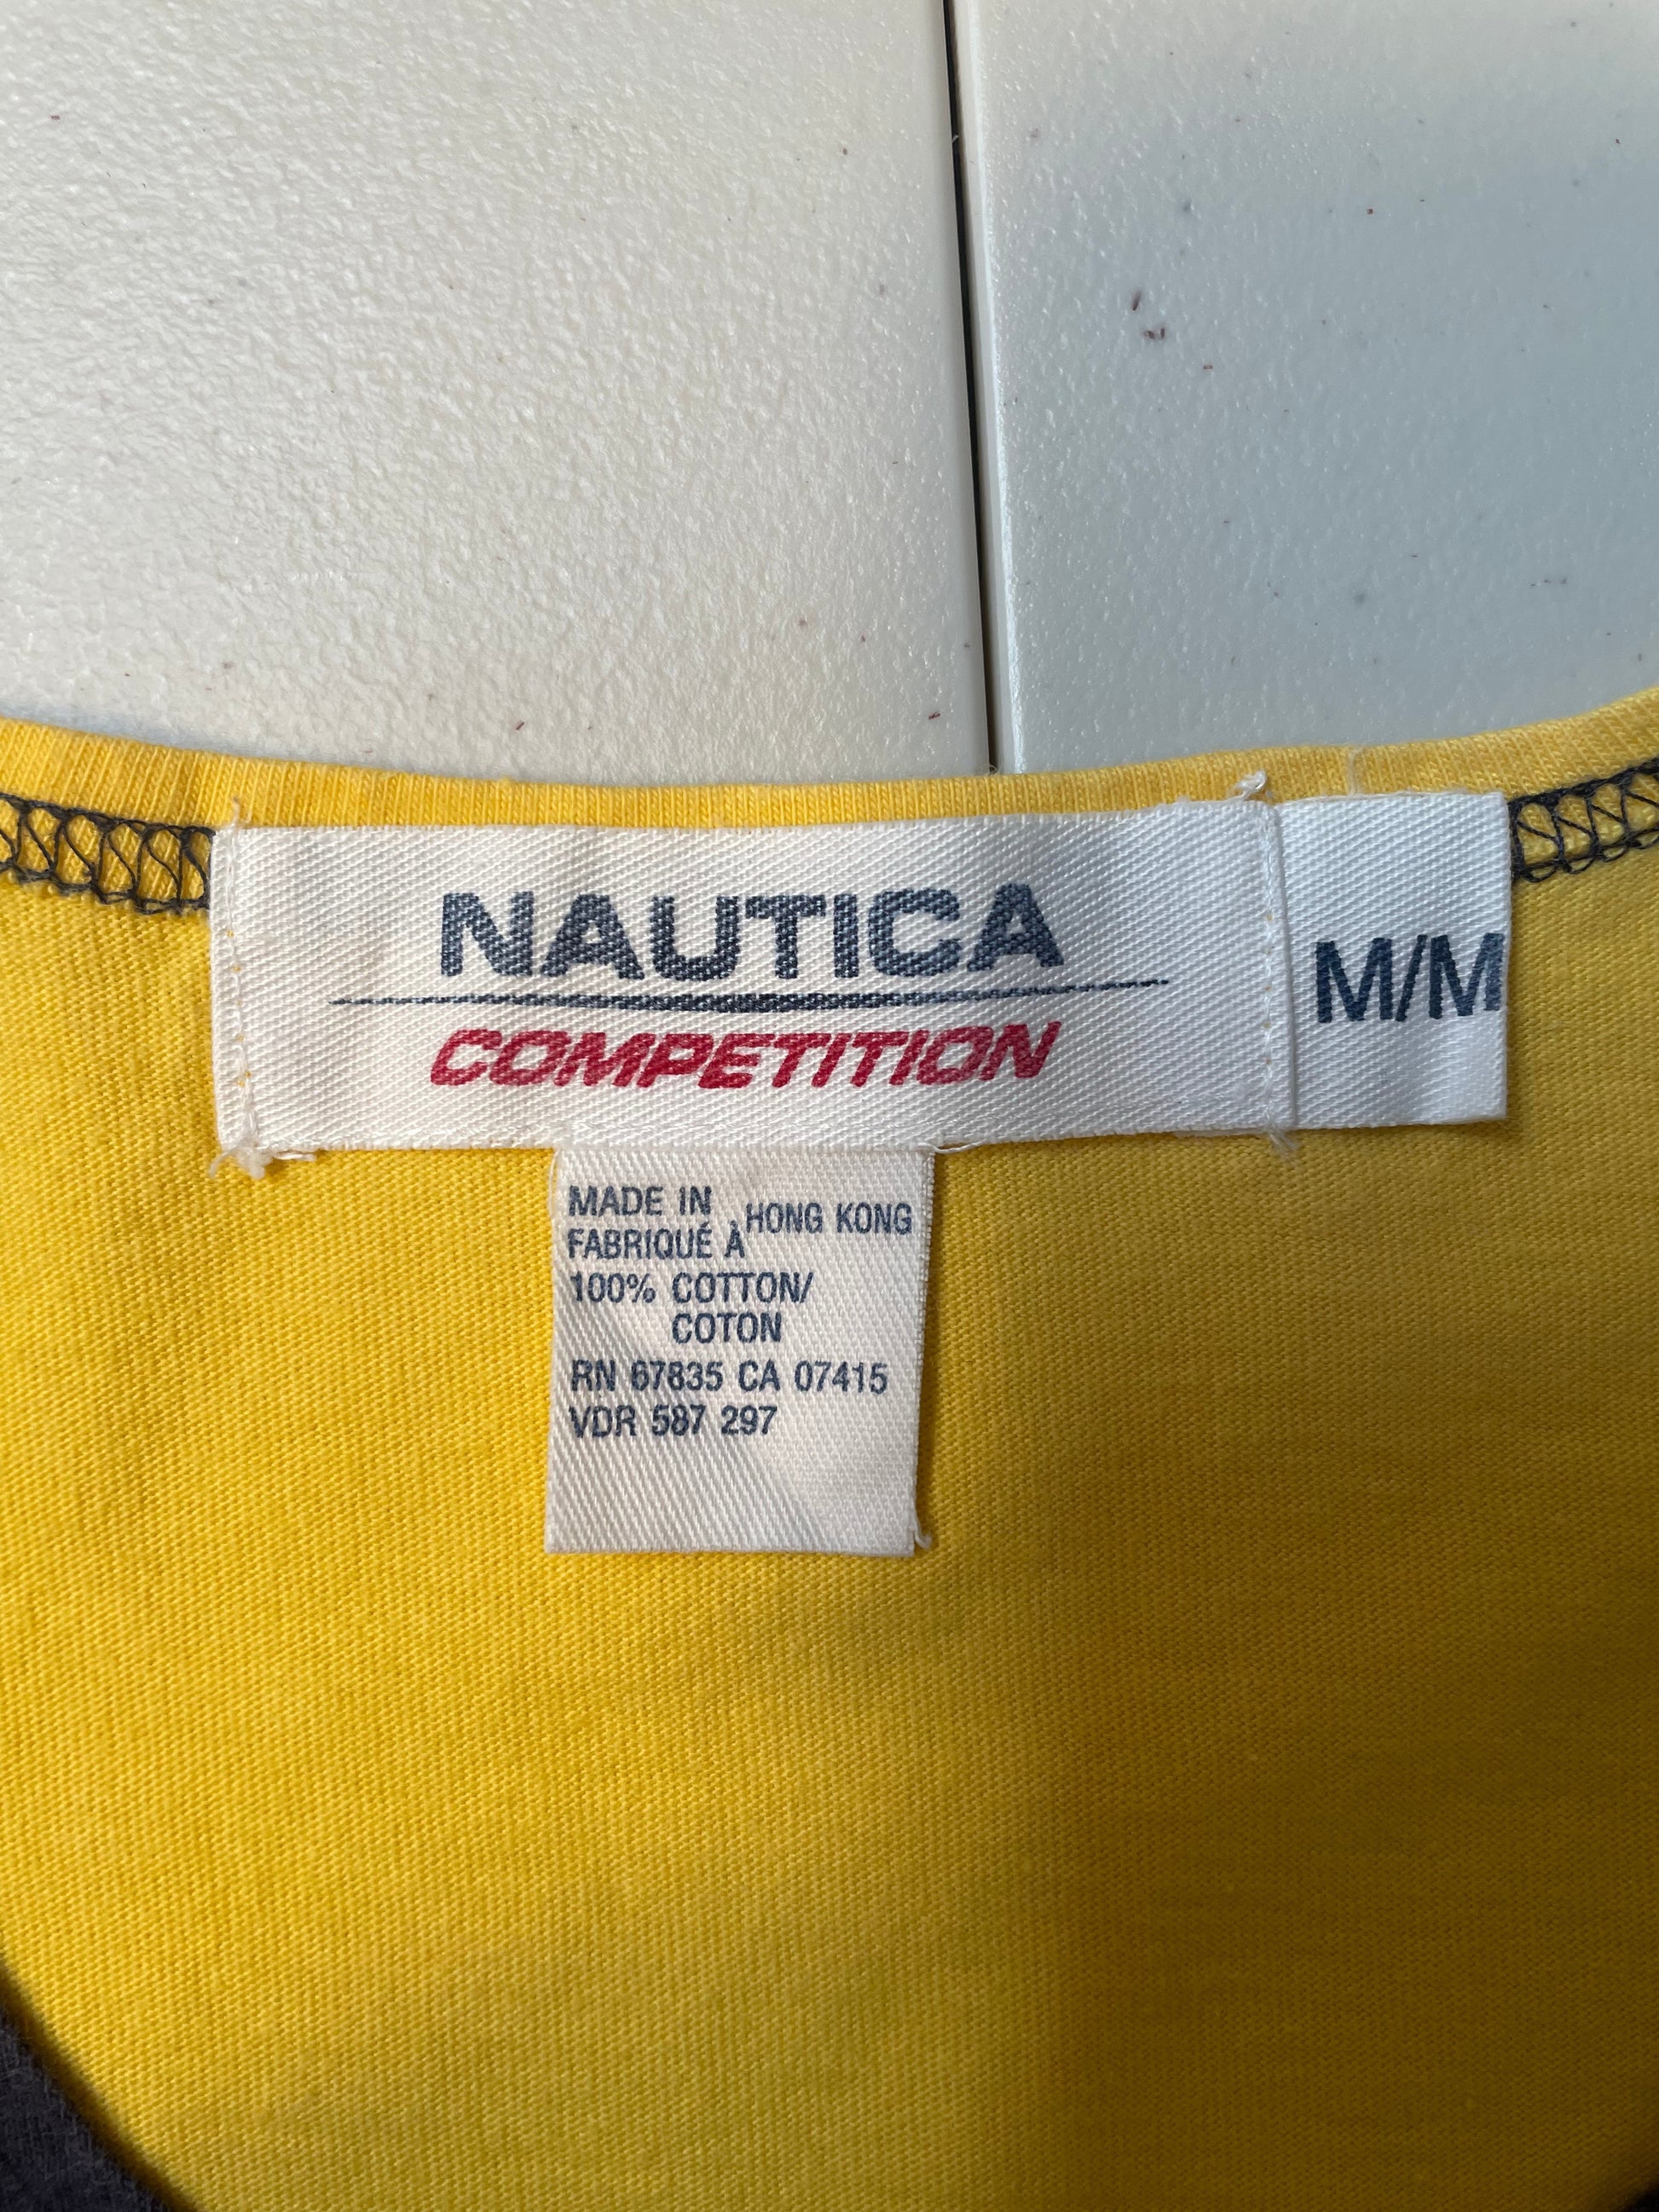 NAUTICA
COMPETITION
M/M
MADE IN
FABRIQUÉ À
HONG KONG
100% COTTON/
COTON
RN 67835 CA 07415
VDR 587 297